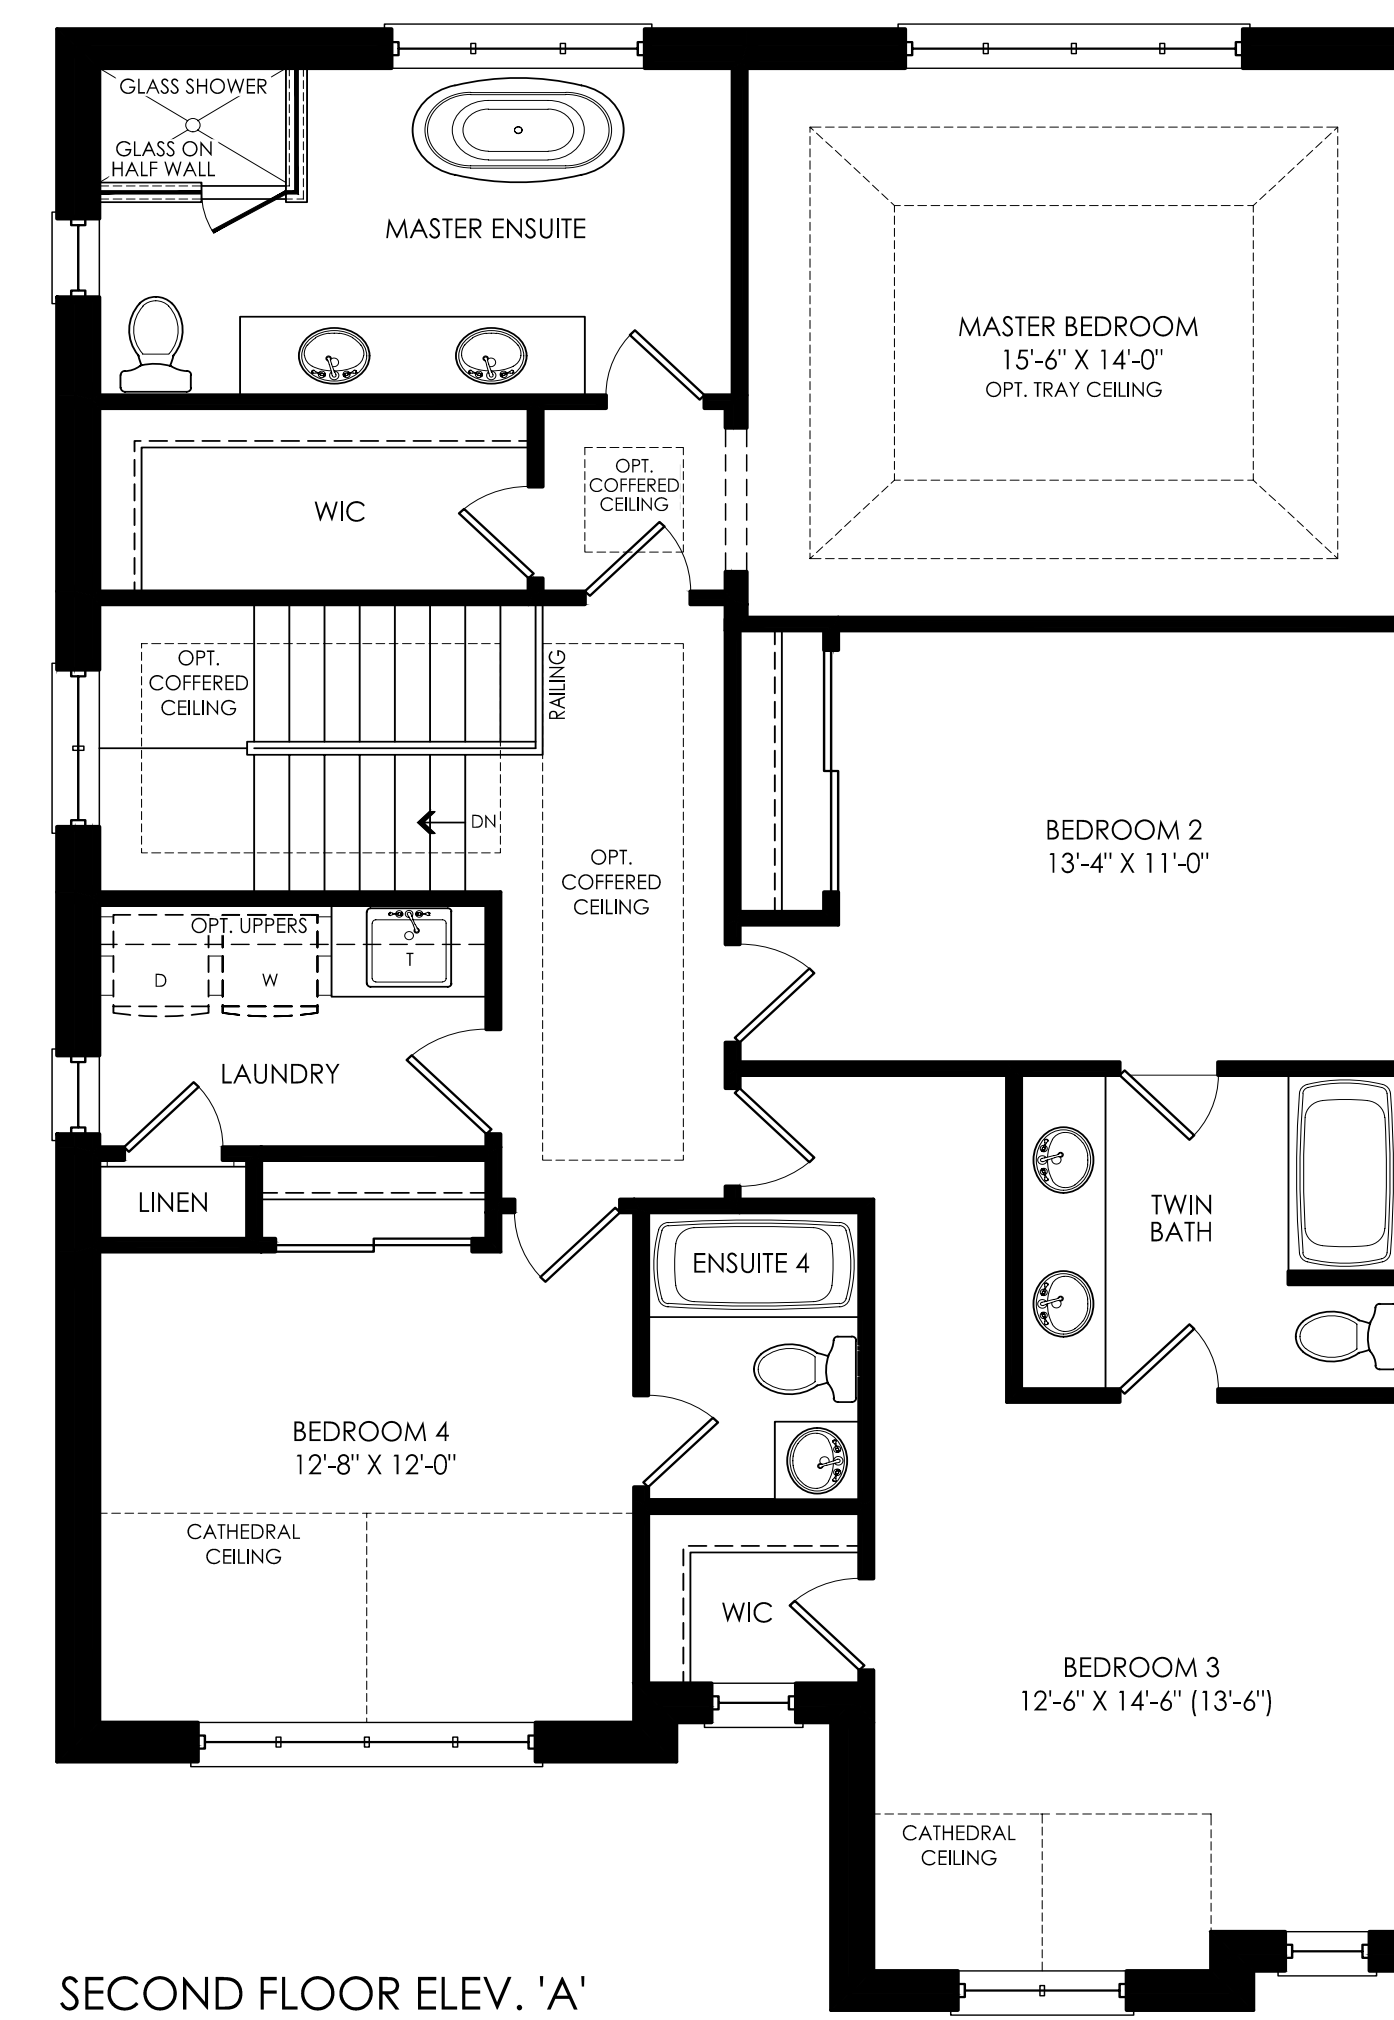 GLASS SHOWER
GLASS ON
HALF WALL
MASTER ENSUITE
MASTER BEDROOM
15'-6" X 14'-0"
OPT. TRAY CEILING
WIC
OPT.
COFFERED
CEILING
OPT.
COFFERED
CEILING
RAILING
DN
BEDROOM 2
13'-4" X 11'-0"
OPT.
COFFERED
CEILING
OPT. UPPERS
D
W
T
LAUNDRY
LINEN
TWIN
BATH
ENSUITE 4
BEDROOM 4
12'-8" X 12'-0"
CATHEDRAL
CEILING
WIC
BEDROOM 3
12'-6" X 14'-6" (13'-6")
CATHEDRAL
CEILING
SECOND FLOOR ELEV. 'A'